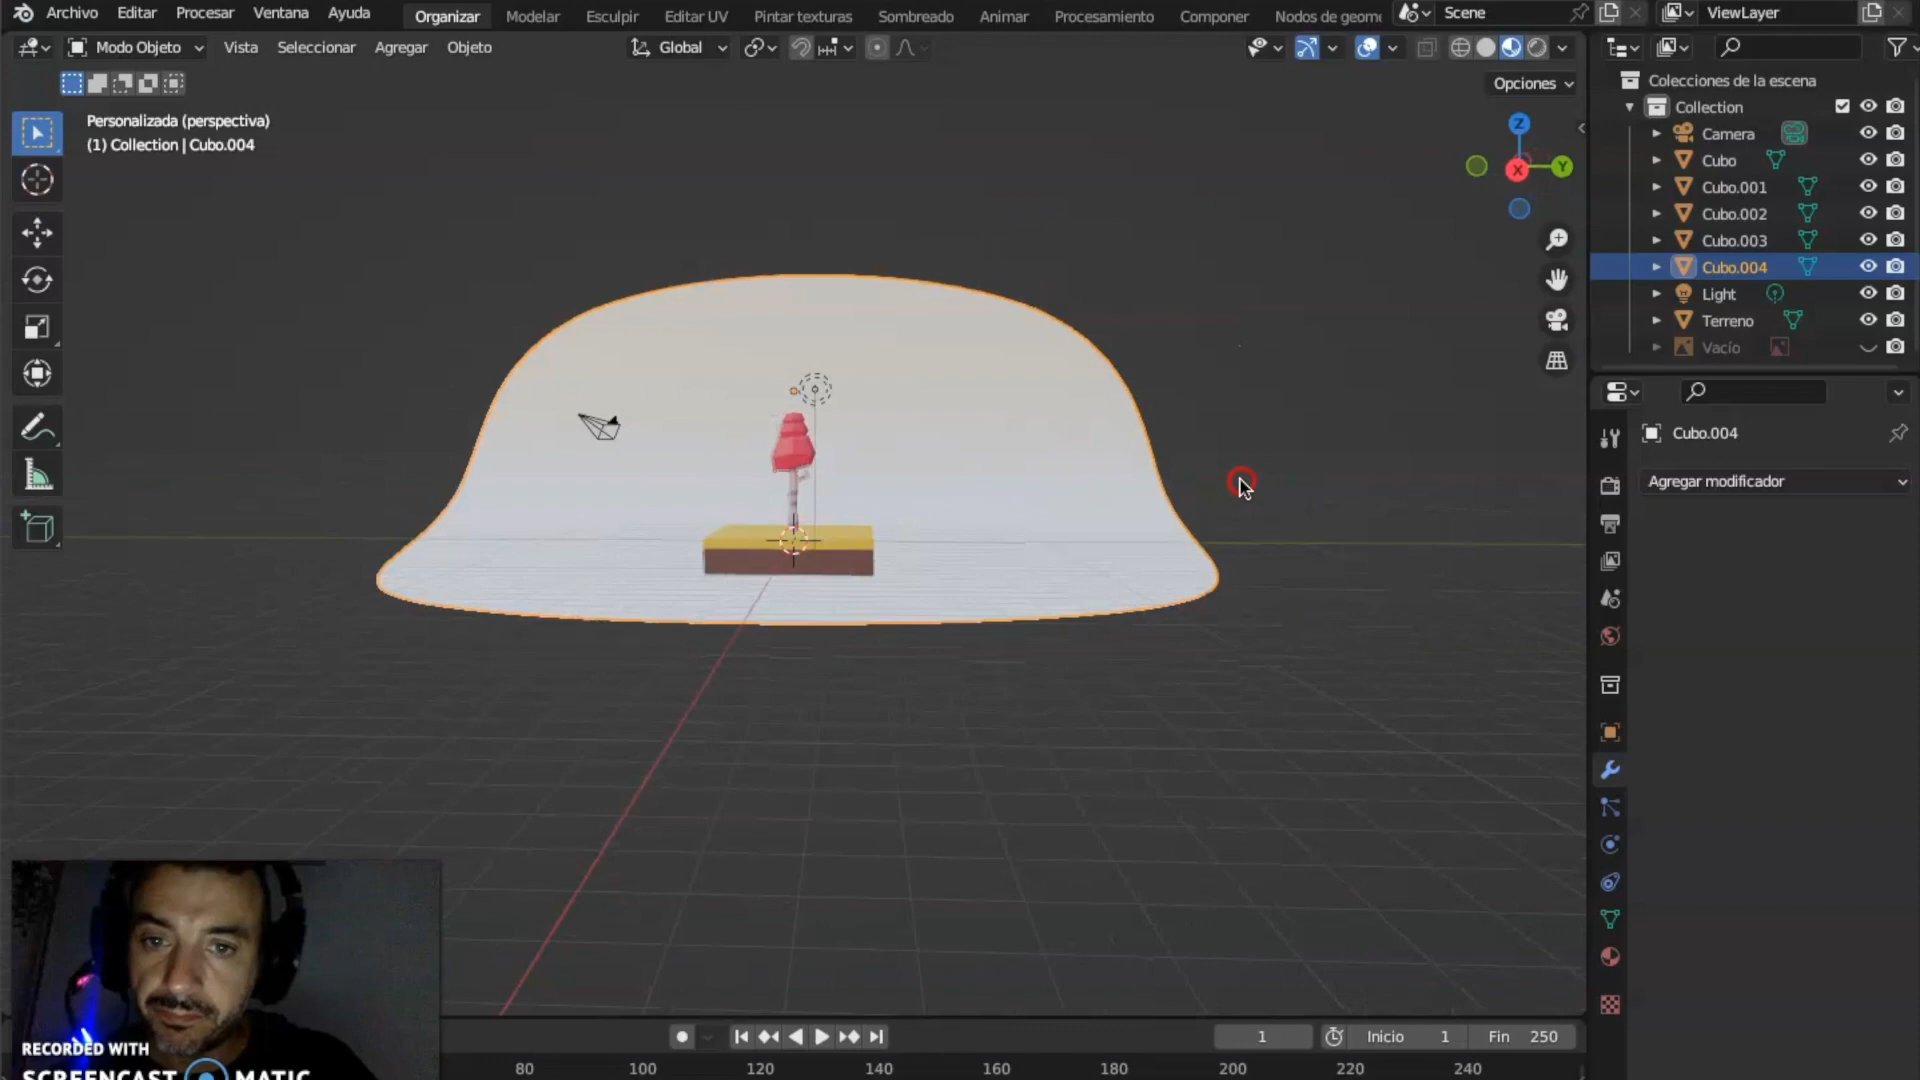 Archivo Editar Procesar Ventana Ayuda Organizar Modelar Esculpir Editar UV Pintar texturas Sombreado Animar Procesamiento Componer Nodos de geome Scene ViewLayer
Modo Objeto Vista Seleccionar Agregar Objeto Global
Opciones
Personalizada (perspectiva)
(1) Collection | Cubo.004
Z
Y
X
Colecciones de la escena
Collection
Camera
Cubo
Cubo.001
Cubo.002
Cubo.003
Cubo.004
Light
Terreno
Vacío
Cubo.004
Agregar modificador
1 Inicio 1 Fin 250
80 100 120 140 160 180 200 220 240
RECORDED WITH
SCREENCAST MATIC